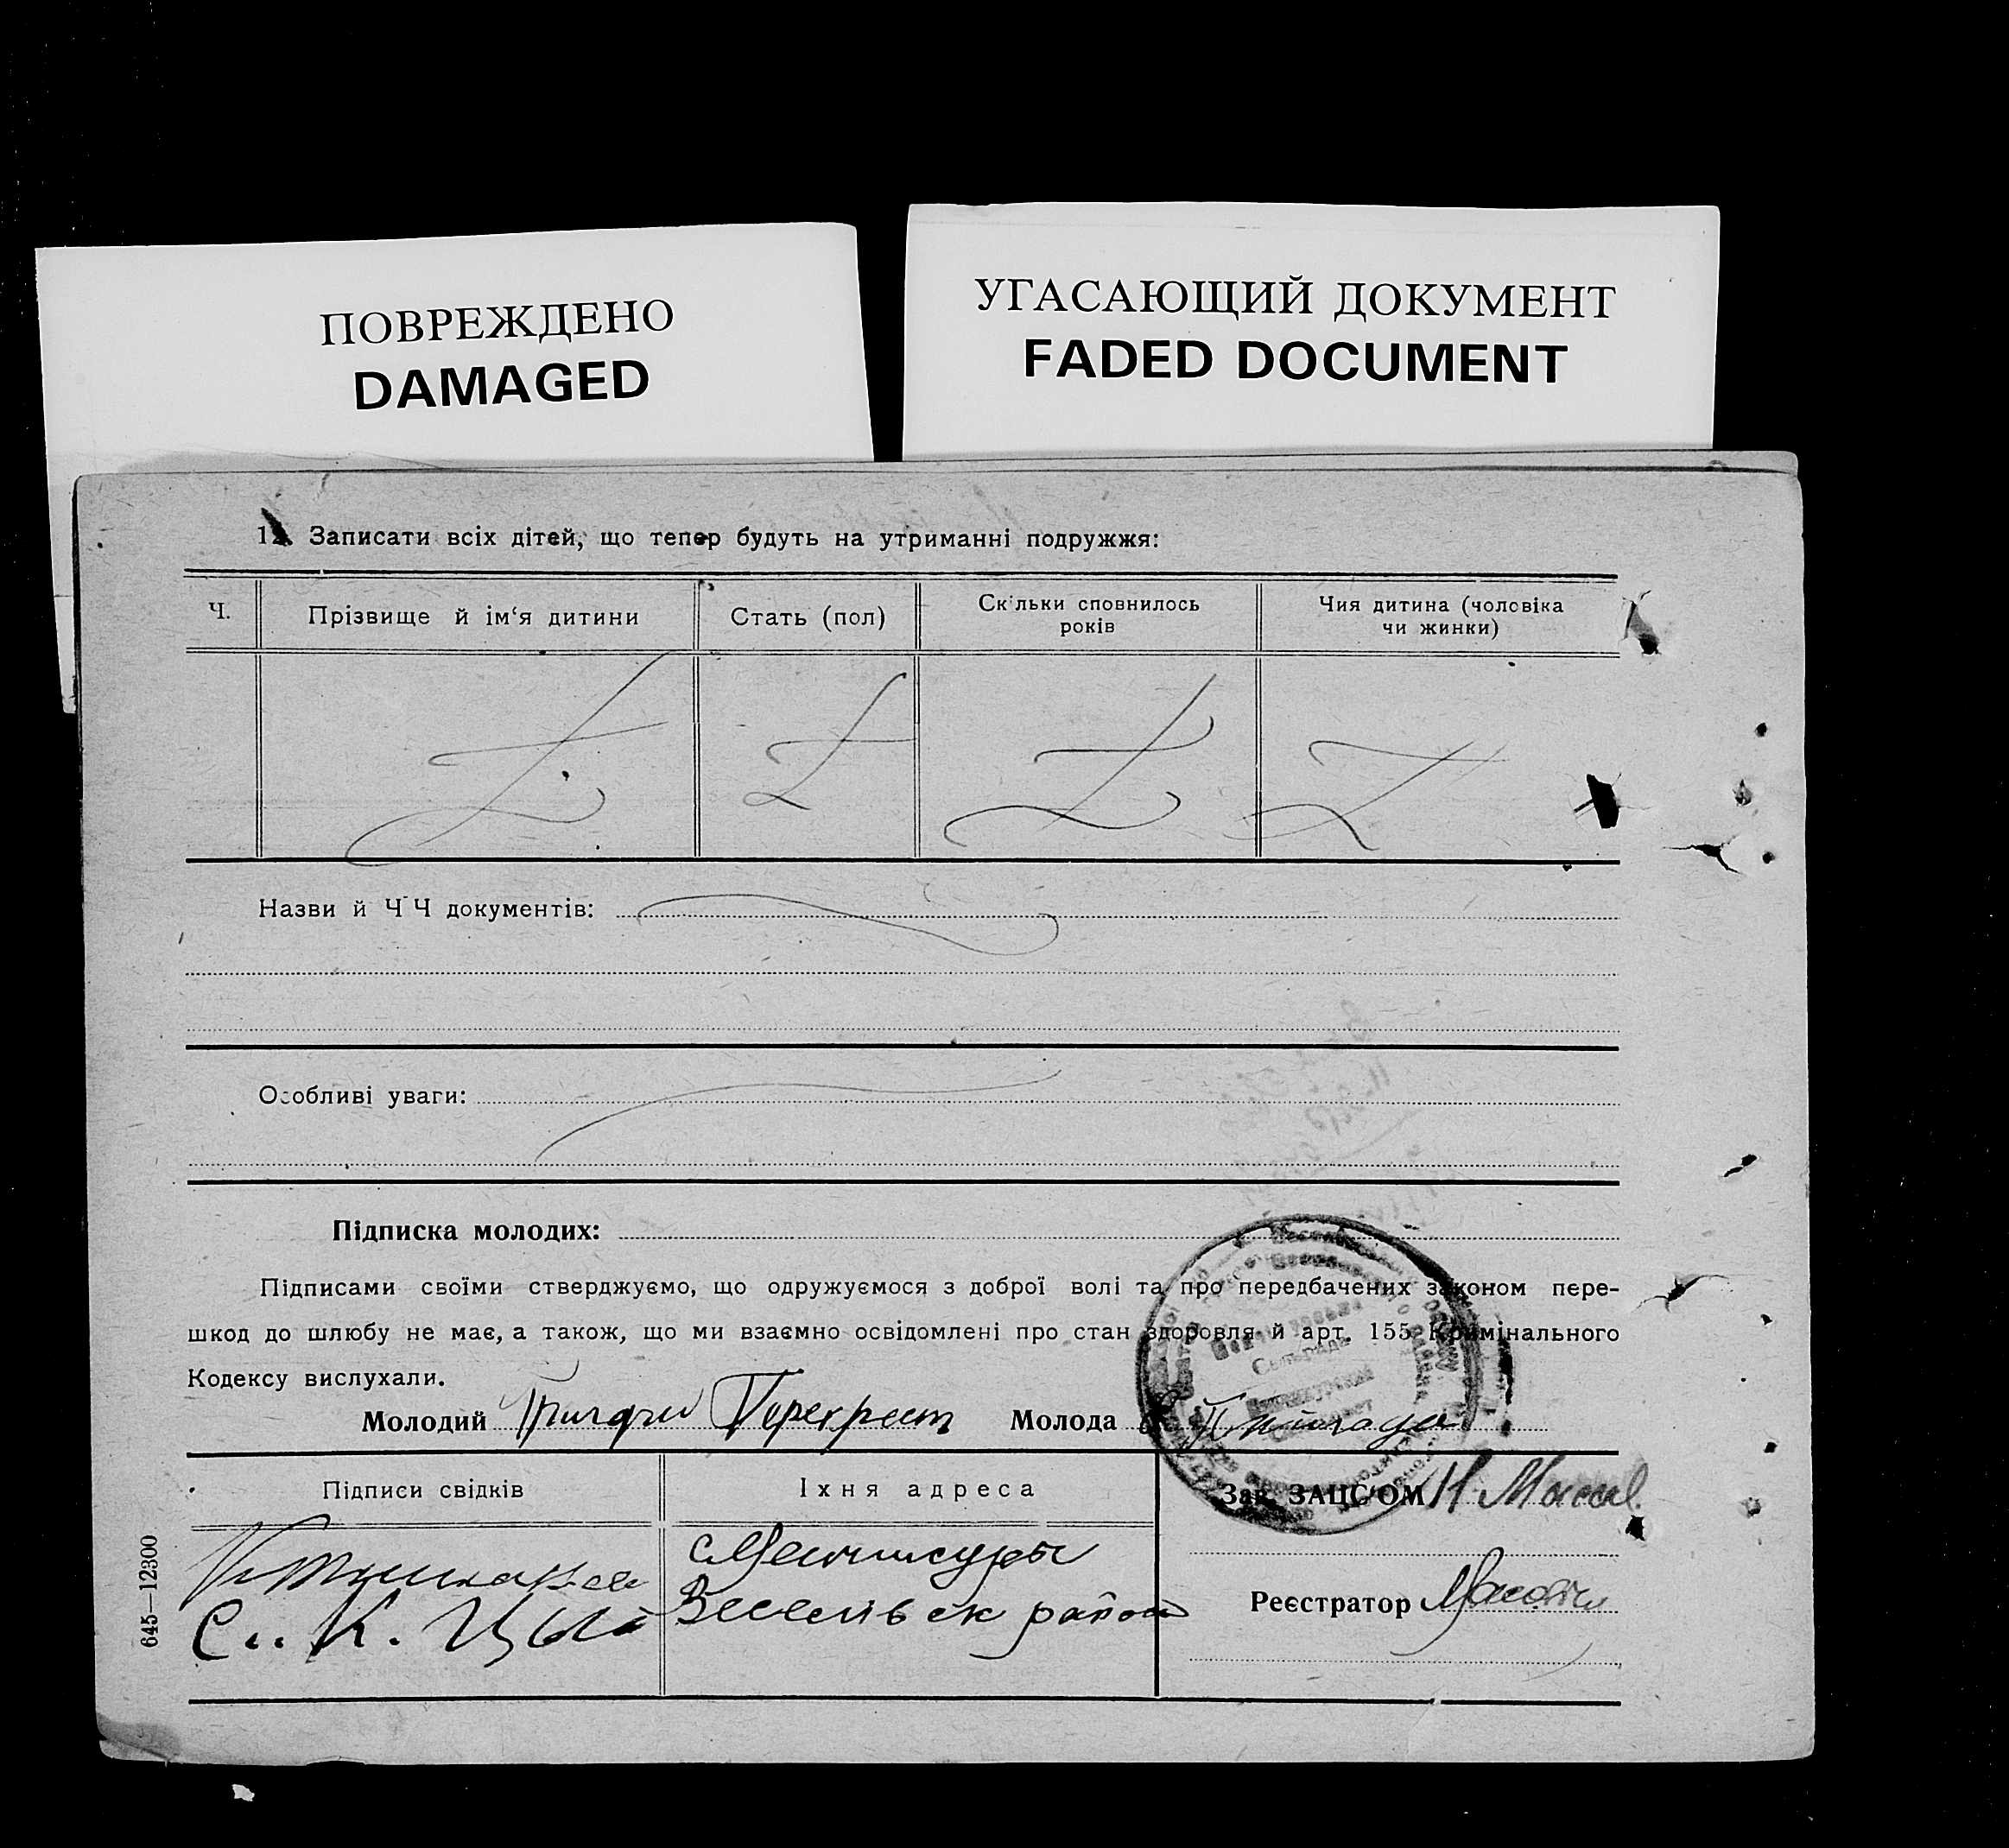 ПОВРЕЖДЕНО
DAMAGED
УГАСАЮЩИЙ ДОКУМЕНТ
FADED DOCUMENT
12. Записати всіх дітей, що тепер будуть на утриманні подружжя:
Ч.
Прізвище й ім‘я дитини
Стать (пол)
Скільки сповнилось
років
Чия дитина (чоловіка
чи жинки)
Назви й Ч Ч документів:
Особливі уваги:
Підписка молодих:
Підписами своїми стверджуємо, що одружуємося з доброї волі та про передбачених законом пере-
шкод до шлюбу не має, а також, що ми взаємно освідомлені про стан здоровля й арт. 155 Кримінального
Кодексу вислухали.
Молодий Перехрест Молода
Підписи свідків
Їхня адреса
Зав. ЗАЦС'ОМ Н
район
Реєстратор
С. К.
645—12300